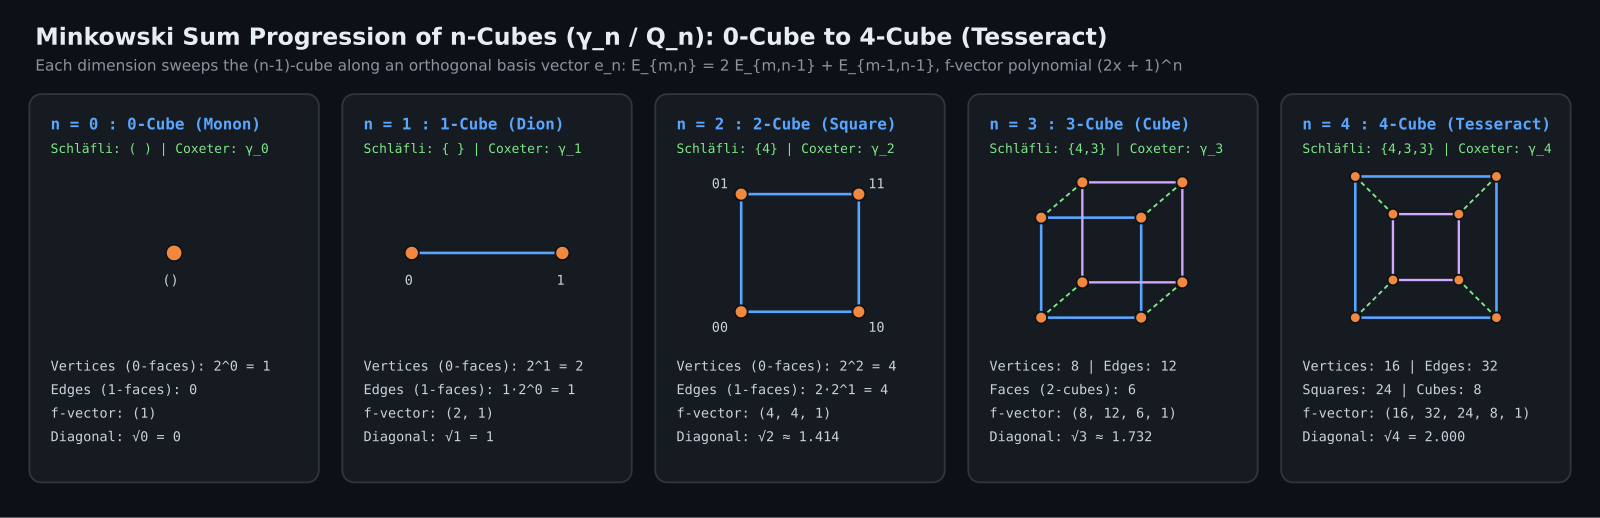 Minkowski Sum Progression of n-Cubes (γ_n / Q_n): 0-Cube to 4-Cube (Tesseract)
Each dimension sweeps the (n-1)-cube along an orthogonal basis vector e_n: E_{m,n} = 2 E_{m,n-1} + E_{m-1,n-1}, f-vector polynomial (2x + 1)^n
n = 0 : 0-Cube (Monon)
Schläfli: ( ) | Coxeter: γ_0
()
Vertices (0-faces): 2^0 = 1
Edges (1-faces): 0
f-vector: (1)
Diagonal: √0 = 0
n = 1 : 1-Cube (Dion)
Schläfli: { } | Coxeter: γ_1
0
1
Vertices (0-faces): 2^1 = 2
Edges (1-faces): 1·2^0 = 1
f-vector: (2, 1)
Diagonal: √1 = 1
n = 2 : 2-Cube (Square)
Schläfli: {4} | Coxeter: γ_2
01
11
00
10
Vertices (0-faces): 2^2 = 4
Edges (1-faces): 2·2^1 = 4
f-vector: (4, 4, 1)
Diagonal: √2 ≈ 1.414
n = 3 : 3-Cube (Cube)
Schläfli: {4,3} | Coxeter: γ_3
Vertices: 8 | Edges: 12
Faces (2-cubes): 6
f-vector: (8, 12, 6, 1)
Diagonal: √3 ≈ 1.732
n = 4 : 4-Cube (Tesseract)
Schläfli: {4,3,3} | Coxeter: γ_4
Vertices: 16 | Edges: 32
Squares: 24 | Cubes: 8
f-vector: (16, 32, 24, 8, 1)
Diagonal: √4 = 2.000